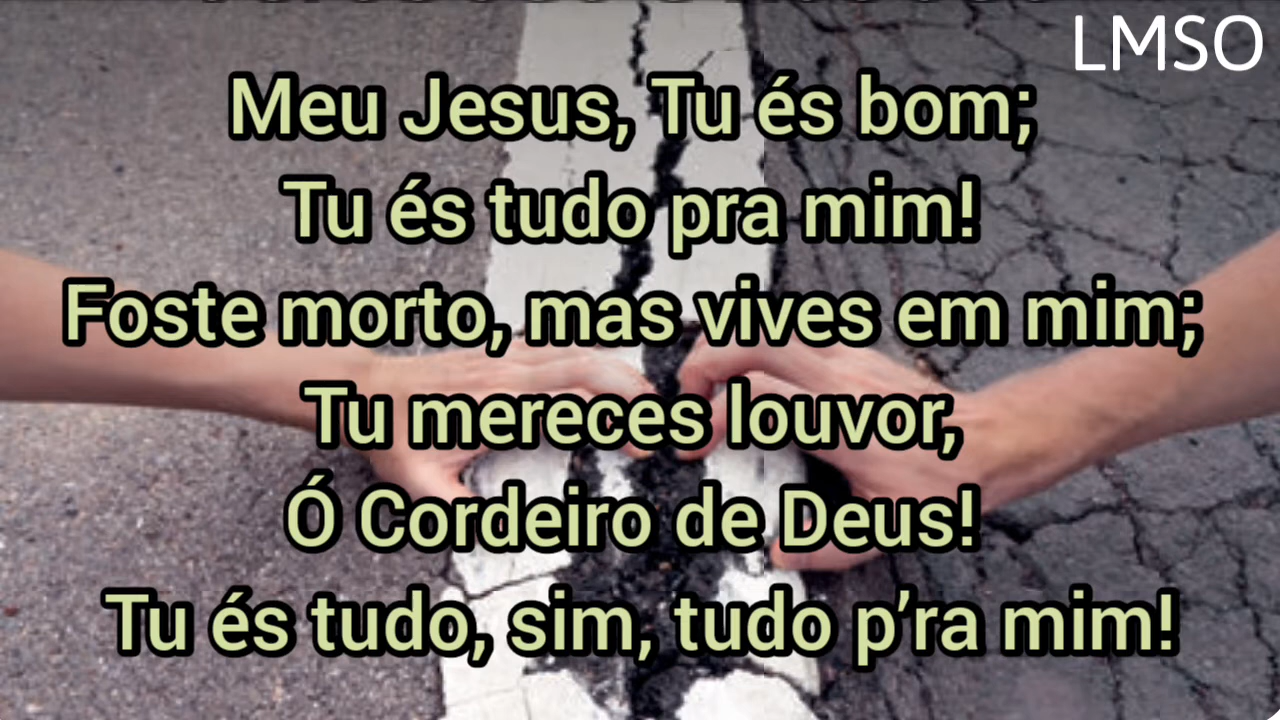 LMSO
Meu Jesus, Tu és bom;
Tu és tudo pra mim!
Foste morto, mas vives em mim;
Tu mereces louvor,
Ó Cordeiro de Deus!
Tu és tudo, sim, tudo p’ra mim!